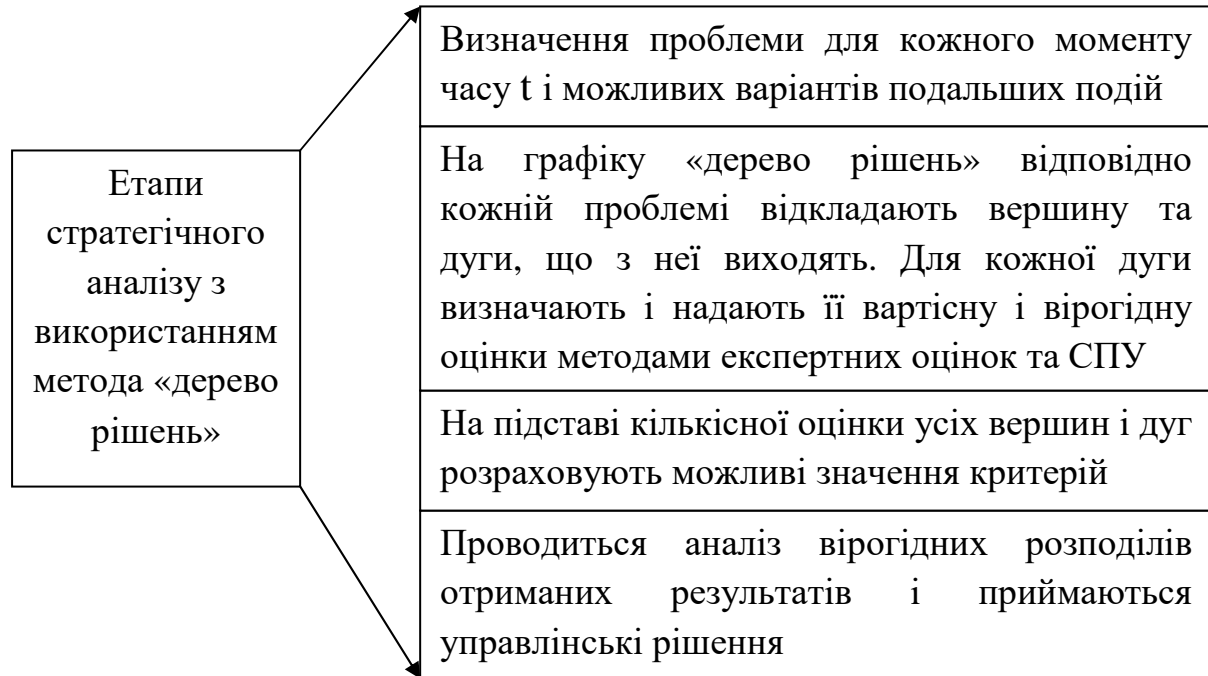 Етапи
стратегічного
аналізу з
використанням
метода «дерево
рішень»
Визначення проблеми для кожного моменту
часу t і можливих варіантів подальших подій
На графіку «дерево рішень» відповідно
кожній проблемі відкладають вершину та
дуги, що з неї виходять. Для кожної дуги
визначають і надають її вартісну і вірогідну
оцінки методами експертних оцінок та СПУ
На підставі кількісної оцінки усіх вершин і дуг
розраховують можливі значення критерій
Проводиться аналіз вірогідних розподілів
отриманих результатів і приймаються
управлінські рішення